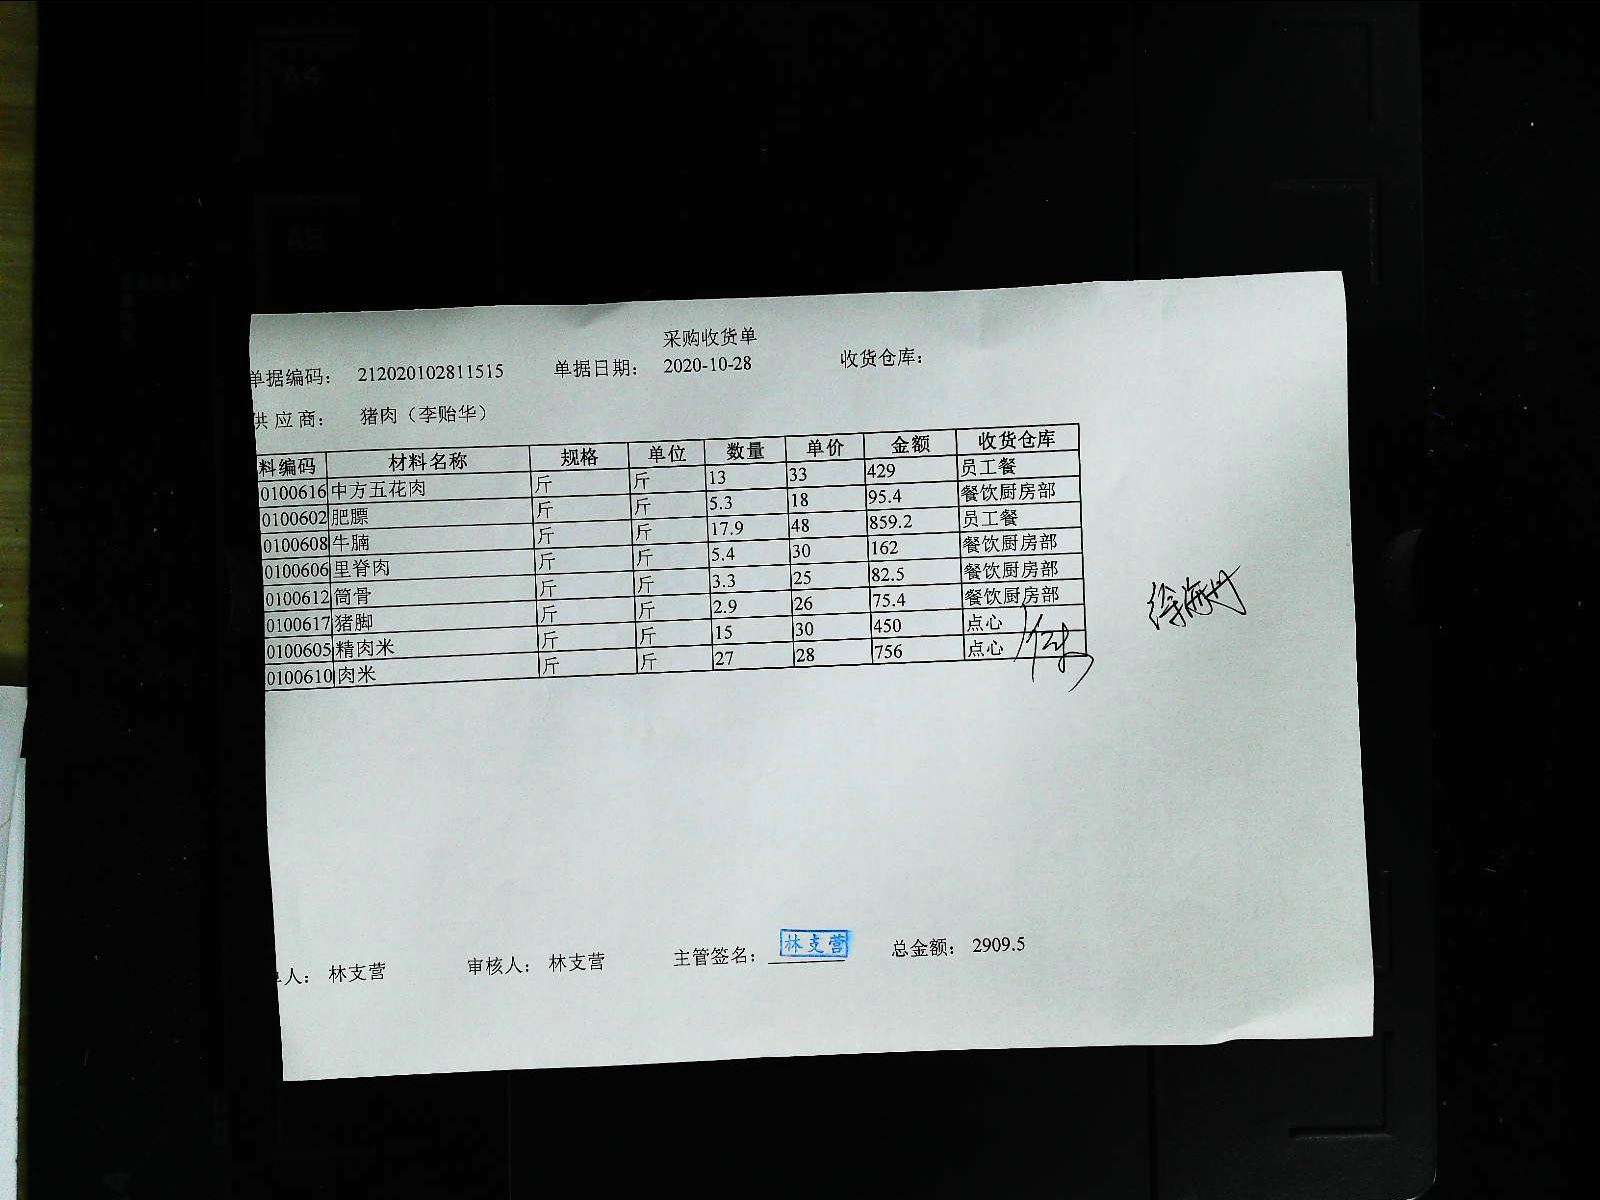 采购收货单
单据编码： 212020102811515 单据日期： 2020-10-28 收货仓库：
供应商： 猪肉（李贻华）
料编码 材料名称 规格 单位 数量 单价 金额 收货仓库
0100616 中方五花肉 斤 斤 13 33 429 员工餐
0100602 肥膘 斤 斤 5.3 18 95.4 餐饮厨房部
0100608 牛腩 斤 斤 17.9 48 859.2 员工餐
0100606 里脊肉 斤 斤 5.4 30 162 餐饮厨房部
0100612 筒骨 斤 斤 3.3 25 82.5 餐饮厨房部
0100617 猪脚 斤 斤 2.9 26 75.4 餐饮厨房部
0100605 精肉米 斤 斤 15 30 450 点心
0100610 肉米 斤 斤 27 28 756 点心
徐海丹
人： 林支营 审核人： 林支营 主管签名： 林支营 总金额： 2909.5